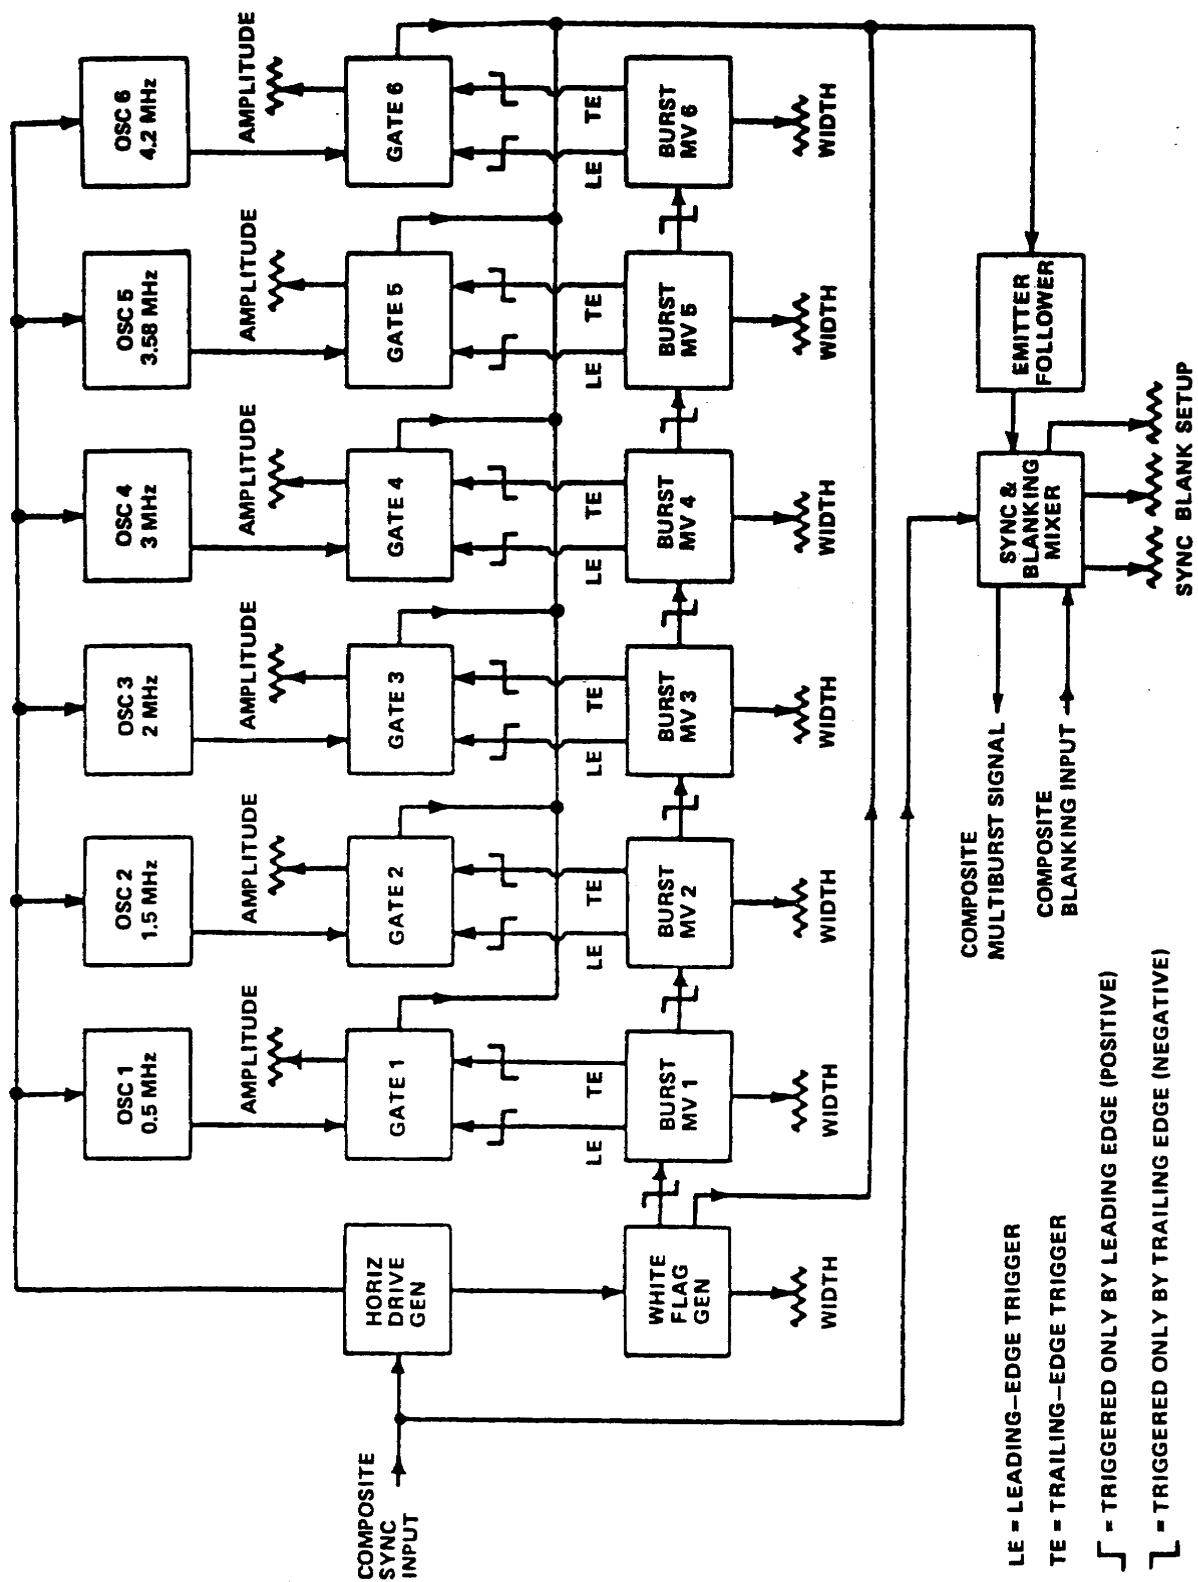 OSC 1
0.5 MHz
OSC 2
1.5 MHz
OSC 3
2 MHz
OSC 4
3 MHz
OSC 5
3.58 MHz
OSC 6
4.2 MHz
AMPLITUDE
AMPLITUDE
AMPLITUDE
AMPLITUDE
AMPLITUDE
AMPLITUDE
COMPOSITE
SYNC
INPUT
HORIZ
DRIVE
GEN
GATE 1
GATE 2
GATE 3
GATE 4
GATE 5
GATE 6
LE
TE
LE
TE
LE
TE
LE
TE
LE
TE
LE
TE
WHITE
FLAG
GEN
BURST
MV 1
BURST
MV 2
BURST
MV 3
BURST
MV 4
BURST
MV 5
BURST
MV 6
WIDTH
WIDTH
WIDTH
WIDTH
WIDTH
WIDTH
WIDTH
COMPOSITE
MULTIBURST SIGNAL
COMPOSITE
BLANKING INPUT
SYNC &
BLANKING
MIXER
EMITTER
FOLLOWER
SYNC BLANK SETUP
LE = LEADING–EDGE TRIGGER
TE = TRAILING–EDGE TRIGGER
= TRIGGERED ONLY BY LEADING EDGE (POSITIVE)
= TRIGGERED ONLY BY TRAILING EDGE (NEGATIVE)